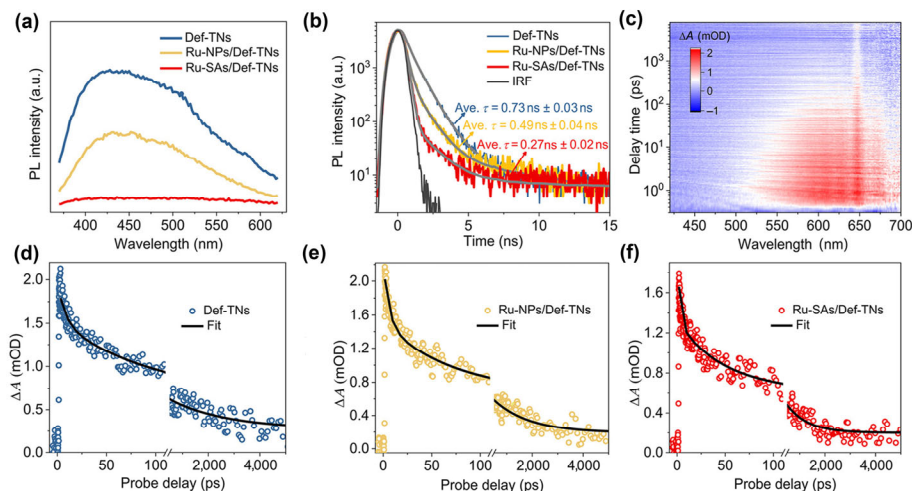 (a)
Def-TNs
Ru-NPs/Def-TNs
Ru-SAs/Def-TNs
PL intensity (a.u.)
400 450 500 550 600
Wavelength (nm)
(b)
Def-TNs
Ru-NPs/Def-TNs
Ru-SAs/Def-TNs
IRF
Ave. τ = 0.73 ns ± 0.03 ns
Ave. τ = 0.49 ns ± 0.04 ns
Ave. τ = 0.27 ns ± 0.02 ns
PL intensity (a.u.)
10⁴
10³
10²
10¹
10⁰
0 5 10 15
Time (ns)
(c)
ΔA (mOD)
2
1
0
−1
Delay time (ps)
10³
10²
10¹
10⁰
450 500 550 600 650 700
Wavelength (nm)
(d)
Def-TNs
Fit
ΔA (mOD)
2.0
1.5
1.0
0.5
0.0
0 50 100 2,000 4,000
Probe delay (ps)
(e)
Ru-NPs/Def-TNs
Fit
ΔA (mOD)
2.0
1.6
1.2
0.8
0.4
0.0
0 50 100 2,000 4,000
Probe delay (ps)
(f)
Ru-SAs/Def-TNs
Fit
ΔA (mOD)
1.6
1.2
0.8
0.4
0.0
0 50 100 2,000 4,000
Probe delay (ps)